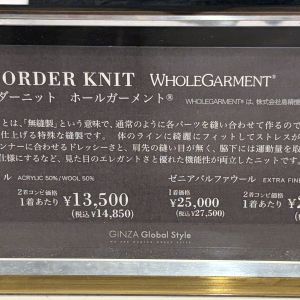 ORDER KNIT WHOLEGARMENT®
ダーニット ホールガーメント® WHOLEGARMENT®は、株式会社島精
とは、「無縫製」という意味で、通常のように各パーツを縫い合わせて作るので
仕上げる特殊な縫製です。 体のラインに綺麗にフィットしてストレスが
ンナーに合わせるドレッシーさと、肩先の縫い目が無く、脇下には運動量を取
仕様にするなど、見た目のエレガントさと優れた機能性が両立したニットです。
ル ACRYLIC 50%/WOOL 50% ゼニアバルファウール EXTRA FINE
2着コンビ価格
1着あたり ¥13,500
(税込 ¥14,850)
1着価格
¥25,000
(税込 ¥27,500)
2着コンビ価格
1着あたり ¥2
GINZA Global Style